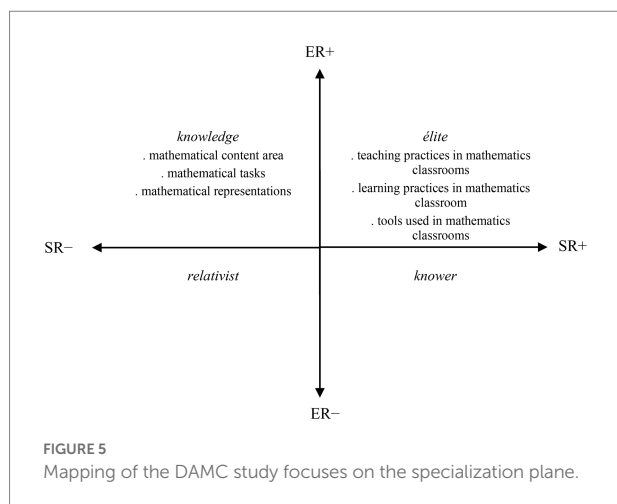 ER+
knowledge
. mathematical content area
. mathematical tasks
. mathematical representations
élite
. teaching practices in mathematics
classrooms
. learning practices in mathematics
classroom
. tools used in mathematics
classrooms
SR−
SR+
relativist
knower
ER−
FIGURE 5
Mapping of the DAMC study focuses on the specialization plane.